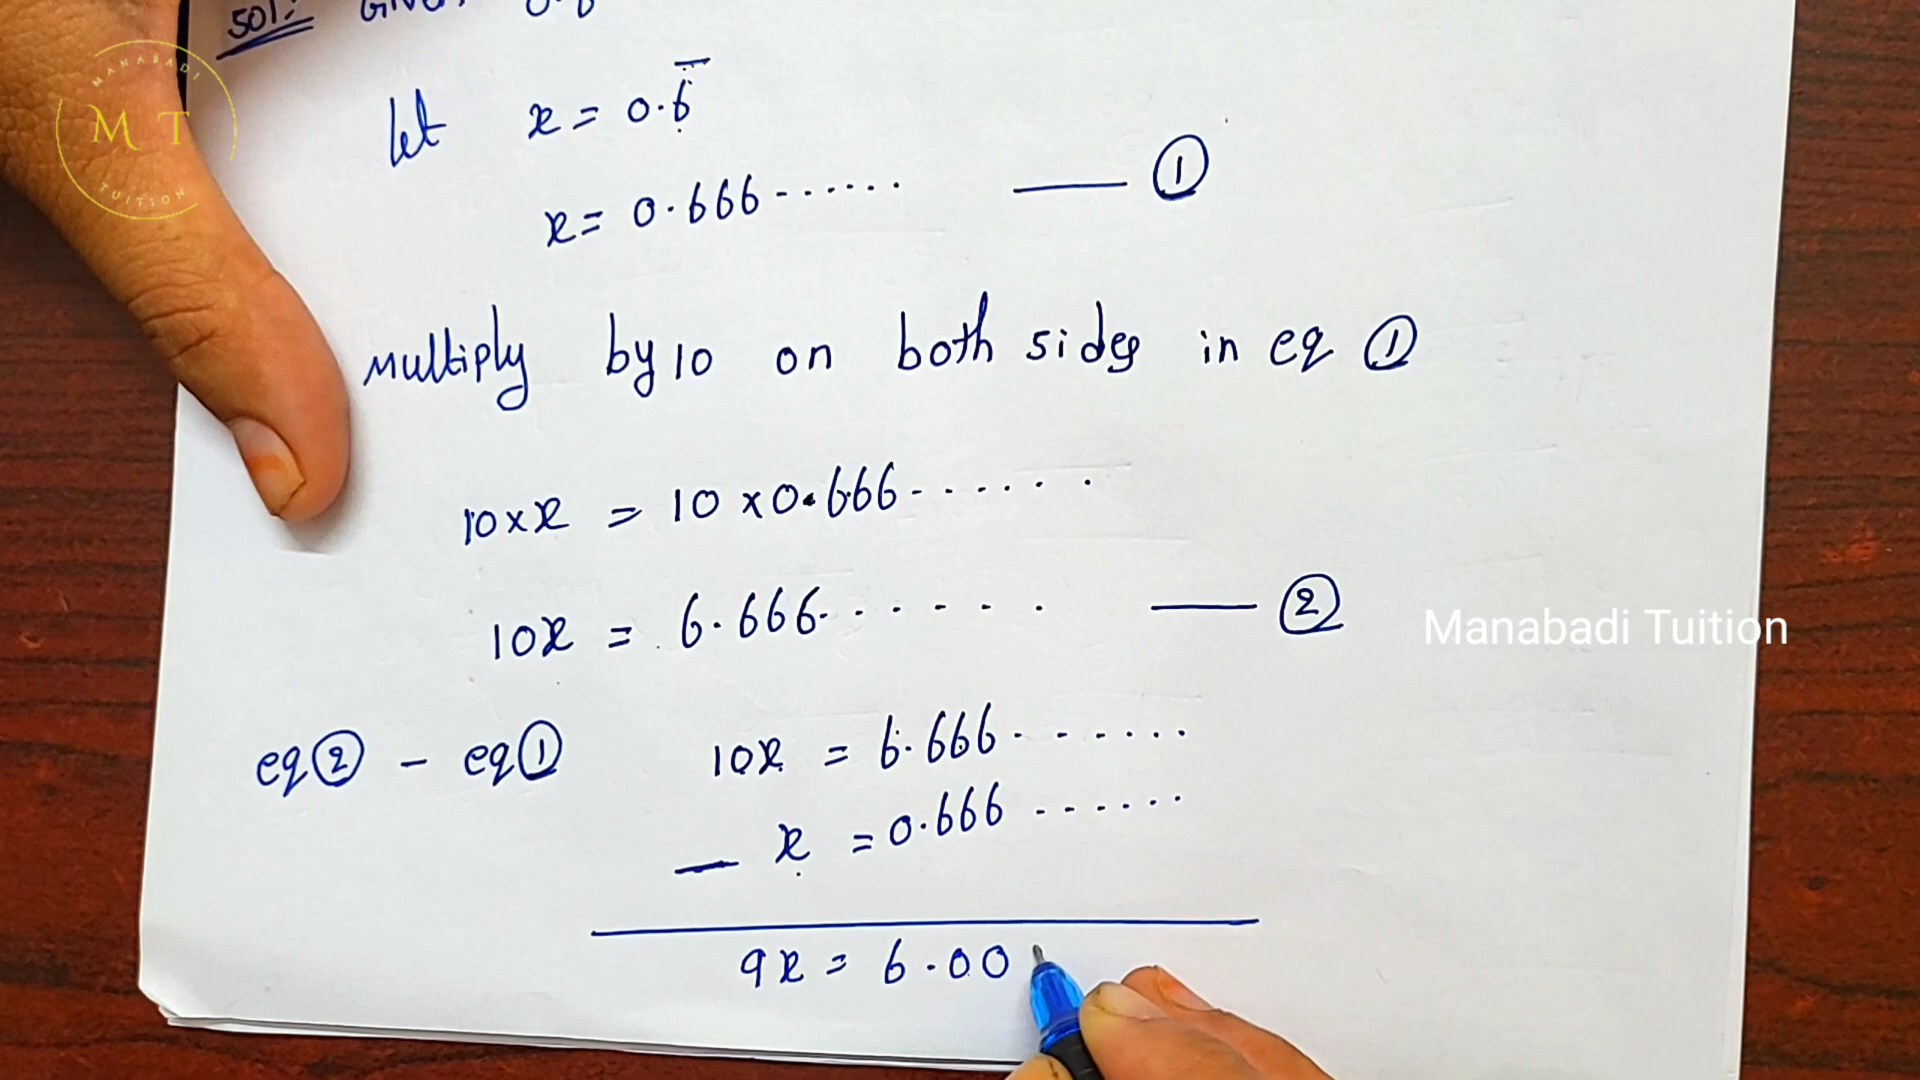 Sol:
Let x = 0.6̅
x = 0.666...... —— ①
Multiply by 10 on both sides in eq ①
10 × x = 10 × 0.666......
10x = 6.666...... —— ②
eq② - eq① 10x = 6.666......
— x = 0.666......
9x = 6.00
MANABADI
M T
TUITION
Manabadi Tuition